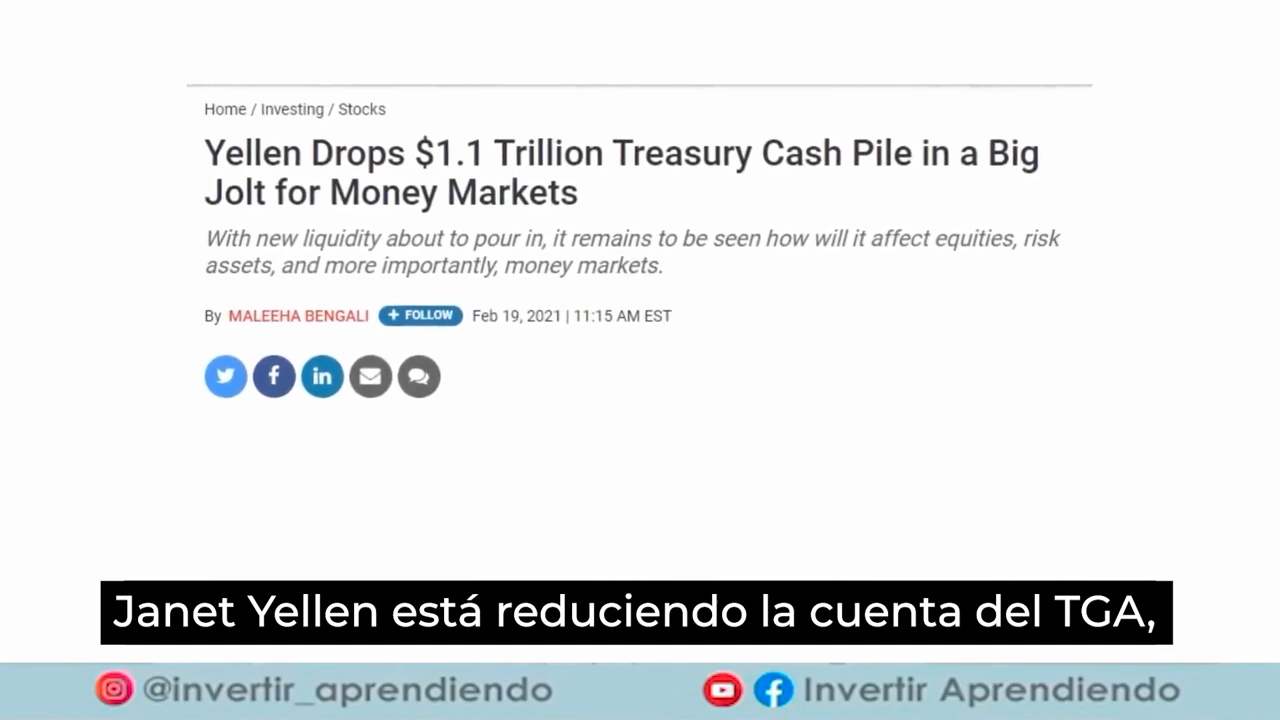 Home / Investing / Stocks
Yellen Drops $1.1 Trillion Treasury Cash Pile in a Big
Jolt for Money Markets
With new liquidity about to pour in, it remains to be seen how will it affect equities, risk
assets, and more importantly, money markets.
By MALEEHA BENGALI + FOLLOW Feb 19, 2021 | 11:15 AM EST
Janet Yellen está reduciendo la cuenta del TGA,
@invertir_aprendiendo Invertir Aprendiendo